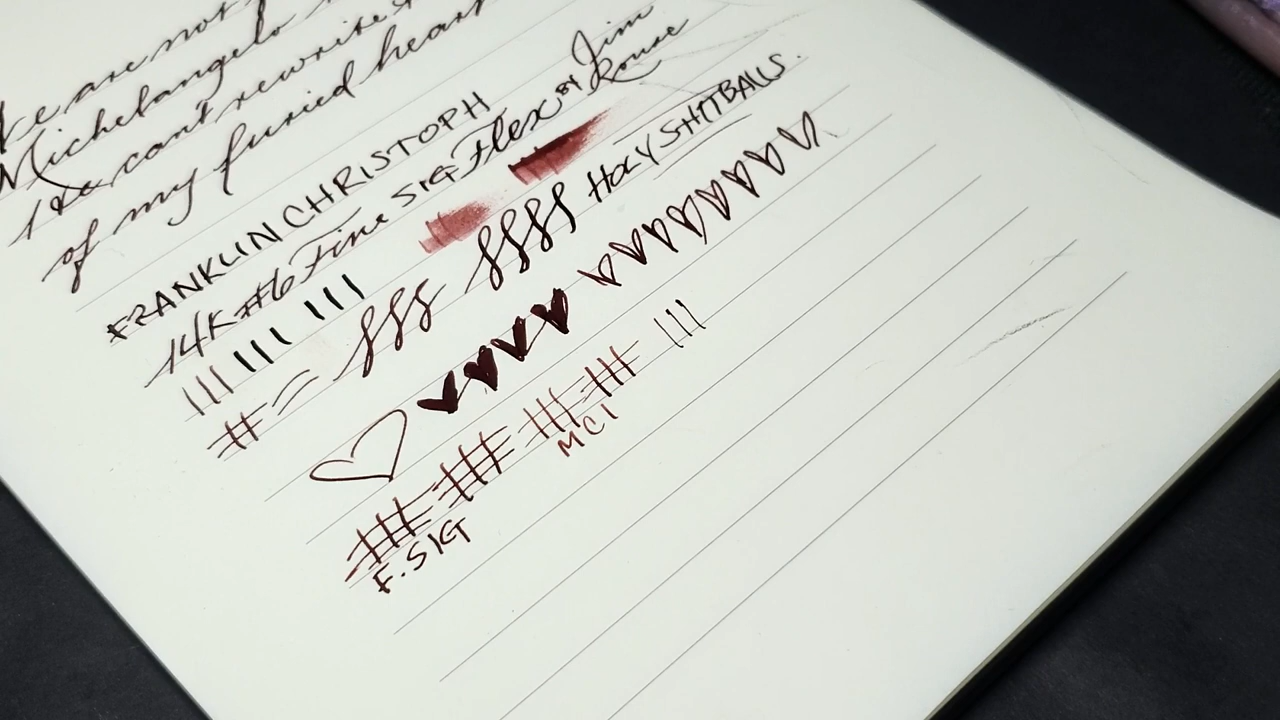 are not
Michelangelo
can't rewrite
of my furied heart
FRANKLIN CHRISTOPH
14K #6 Fine SIG Flex by Jim Rouse
HOLY SHITBALLS.
F. SIG
MCI